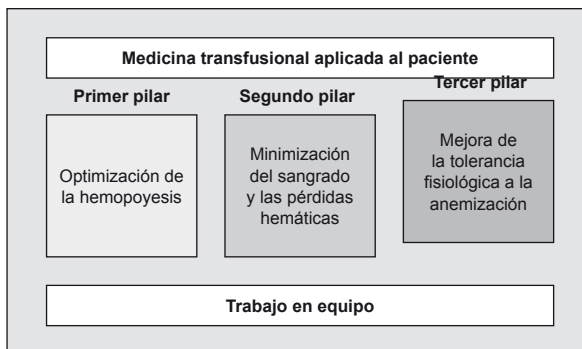 Medicina transfusional aplicada al paciente
Primer pilar
Segundo pilar
Tercer pilar
Optimización de
la hemopoyesis
Minimización
del sangrado
y las pérdidas
hemáticas
Mejora de
la tolerancia
fisiológica a la
anemización
Trabajo en equipo